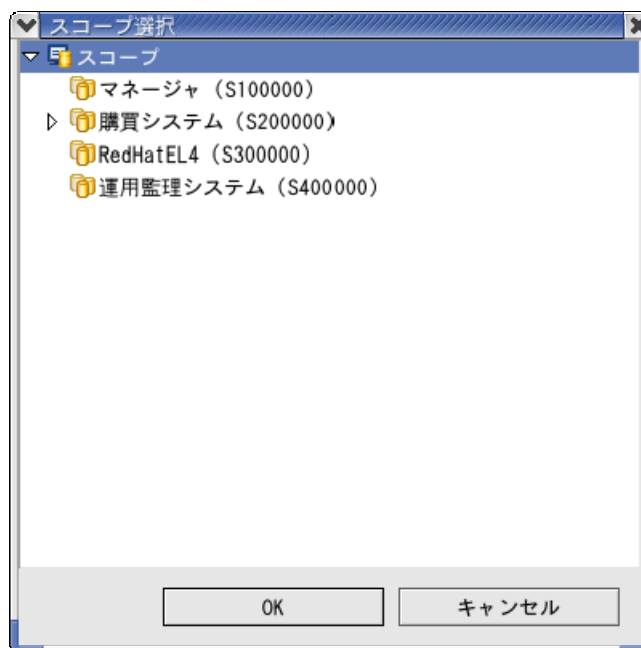 スコープ選択
スコープ
マネージャ (S100000)
購買システム (S200000)
RedHatEL4 (S300000)
運用監理システム (S400000)
OK
キャンセル